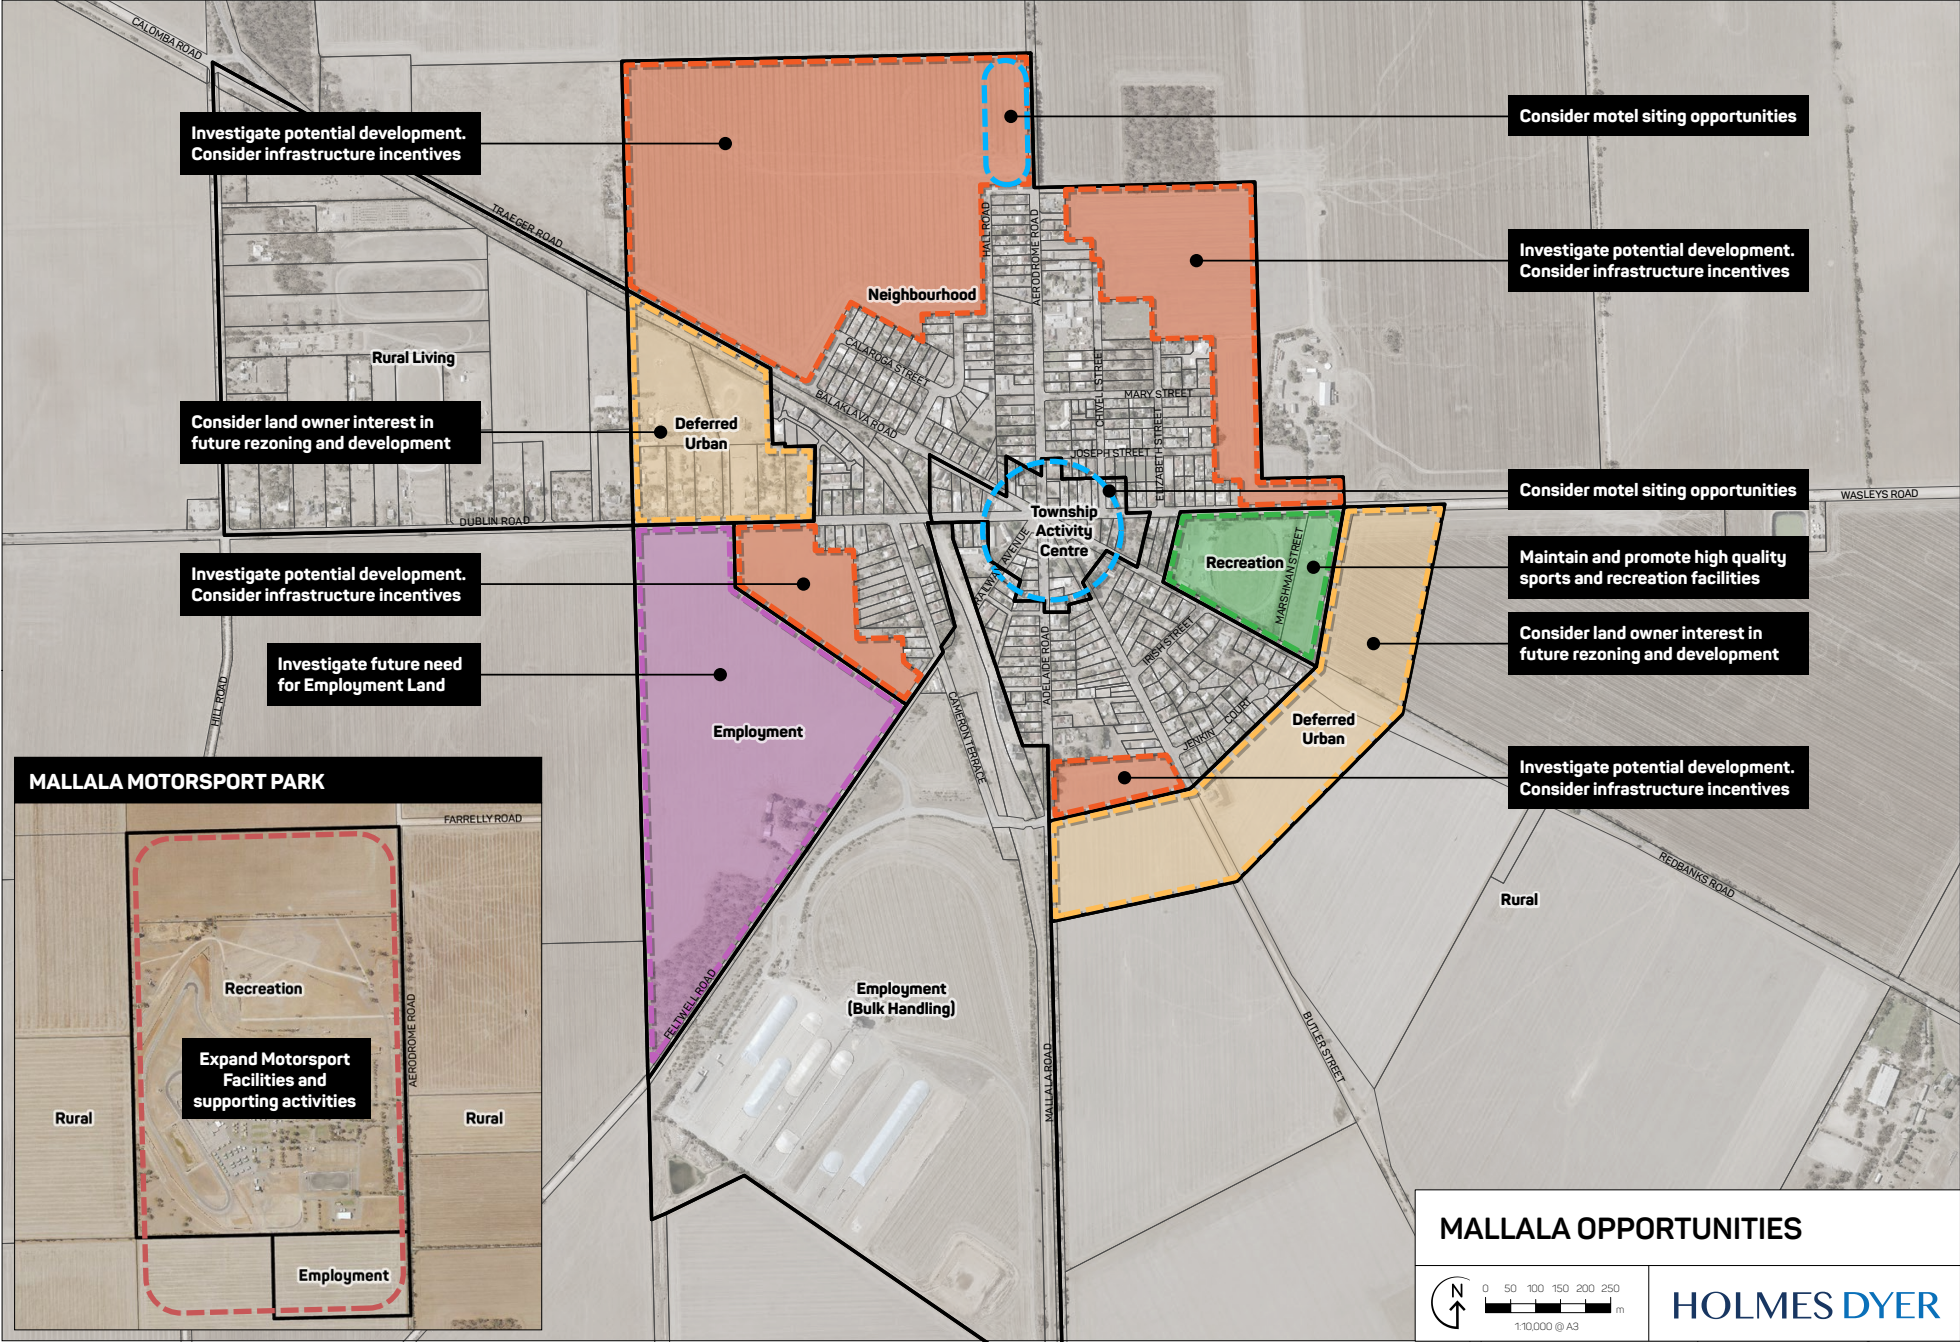 CALOMBA ROAD
Investigate potential development.
Consider infrastructure incentives
Consider motel siting opportunities
TRAEGER ROAD
HALL ROAD
AERODROME ROAD
Investigate potential development.
Consider infrastructure incentives
Neighbourhood
Rural Living
CALAROGA STREET
CHIVELL STREET
MARY STREET
BALAKLAVA ROAD
Consider land owner interest in
future rezoning and development
Deferred
Urban
JOSEPH STREET
ELIZABETH STREET
Consider motel siting opportunities
WASLEYS ROAD
DUBLIN ROAD
Township
Activity
Centre
RAILWAY AVENUE
Recreation
MARSHMAN STREET
Maintain and promote high quality
sports and recreation facilities
Investigate potential development.
Consider infrastructure incentives
Consider land owner interest in
future rezoning and development
IRISH STREET
ADELAIDE ROAD
Investigate future need
for Employment Land
HILL ROAD
CAMERON TERRACE
COURT
JENKIN
Deferred
Urban
Employment
Investigate potential development.
Consider infrastructure incentives
REDBANKS ROAD
Rural
MALLALA MOTORSPORT PARK
FARRELLY ROAD
Recreation
AERODROME ROAD
Expand Motorsport
Facilities and
supporting activities
Rural
Rural
Employment
FELTWELL ROAD
Employment
(Bulk Handling)
MALLALA ROAD
BUTLER STREET
MALLALA OPPORTUNITIES
N
0 50 100 150 200 250
m
1:10,000 @ A3
HOLMES DYER